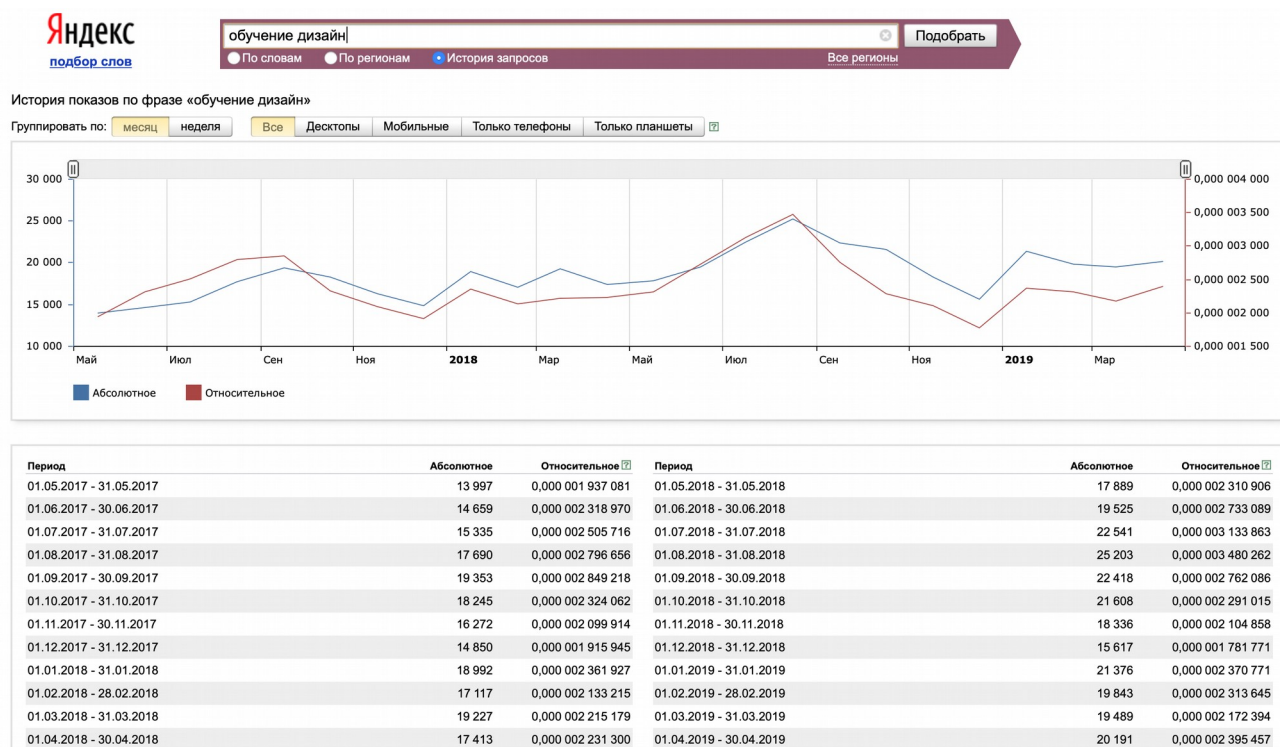 Яндекс
подбор слов
обучение дизайн
Подобрать
По словам По регионам История запросов Все регионы
История показов по фразе «обучение дизайн»
Группировать по: месяц неделя Все Десктопы Мобильные Только телефоны Только планшеты ?
30 000 0,000 004 000
25 000 0,000 003 500
20 000 0,000 003 000
15 000 0,000 002 500
10 000 0,000 002 000
0,000 001 500
Май Июл Сен Ноя 2018 Мар Май Июл Сен Ноя 2019 Мар
Абсолютное Относительное
Период Абсолютное Относительное ? Период Абсолютное Относительное ?
01.05.2017 - 31.05.2017 13 997 0,000 001 937 081 01.05.2018 - 31.05.2018 17 889 0,000 002 310 906
01.06.2017 - 30.06.2017 14 659 0,000 002 318 970 01.06.2018 - 30.06.2018 19 525 0,000 002 733 089
01.07.2017 - 31.07.2017 15 335 0,000 002 505 716 01.07.2018 - 31.07.2018 22 541 0,000 003 133 863
01.08.2017 - 31.08.2017 17 690 0,000 002 796 656 01.08.2018 - 31.08.2018 25 203 0,000 003 480 262
01.09.2017 - 30.09.2017 19 353 0,000 002 849 218 01.09.2018 - 30.09.2018 22 418 0,000 002 762 086
01.10.2017 - 31.10.2017 18 245 0,000 002 324 062 01.10.2018 - 31.10.2018 21 608 0,000 002 291 015
01.11.2017 - 30.11.2017 16 272 0,000 002 099 914 01.11.2018 - 30.11.2018 18 336 0,000 002 104 858
01.12.2017 - 31.12.2017 14 850 0,000 001 915 945 01.12.2018 - 31.12.2018 15 617 0,000 001 781 771
01.01.2018 - 31.01.2018 18 992 0,000 002 361 927 01.01.2019 - 31.01.2019 21 376 0,000 002 370 771
01.02.2018 - 28.02.2018 17 117 0,000 002 133 215 01.02.2019 - 28.02.2019 19 843 0,000 002 313 645
01.03.2018 - 31.03.2018 19 227 0,000 002 215 179 01.03.2019 - 31.03.2019 19 489 0,000 002 172 394
01.04.2018 - 30.04.2018 17 413 0,000 002 231 300 01.04.2019 - 30.04.2019 20 191 0,000 002 395 457